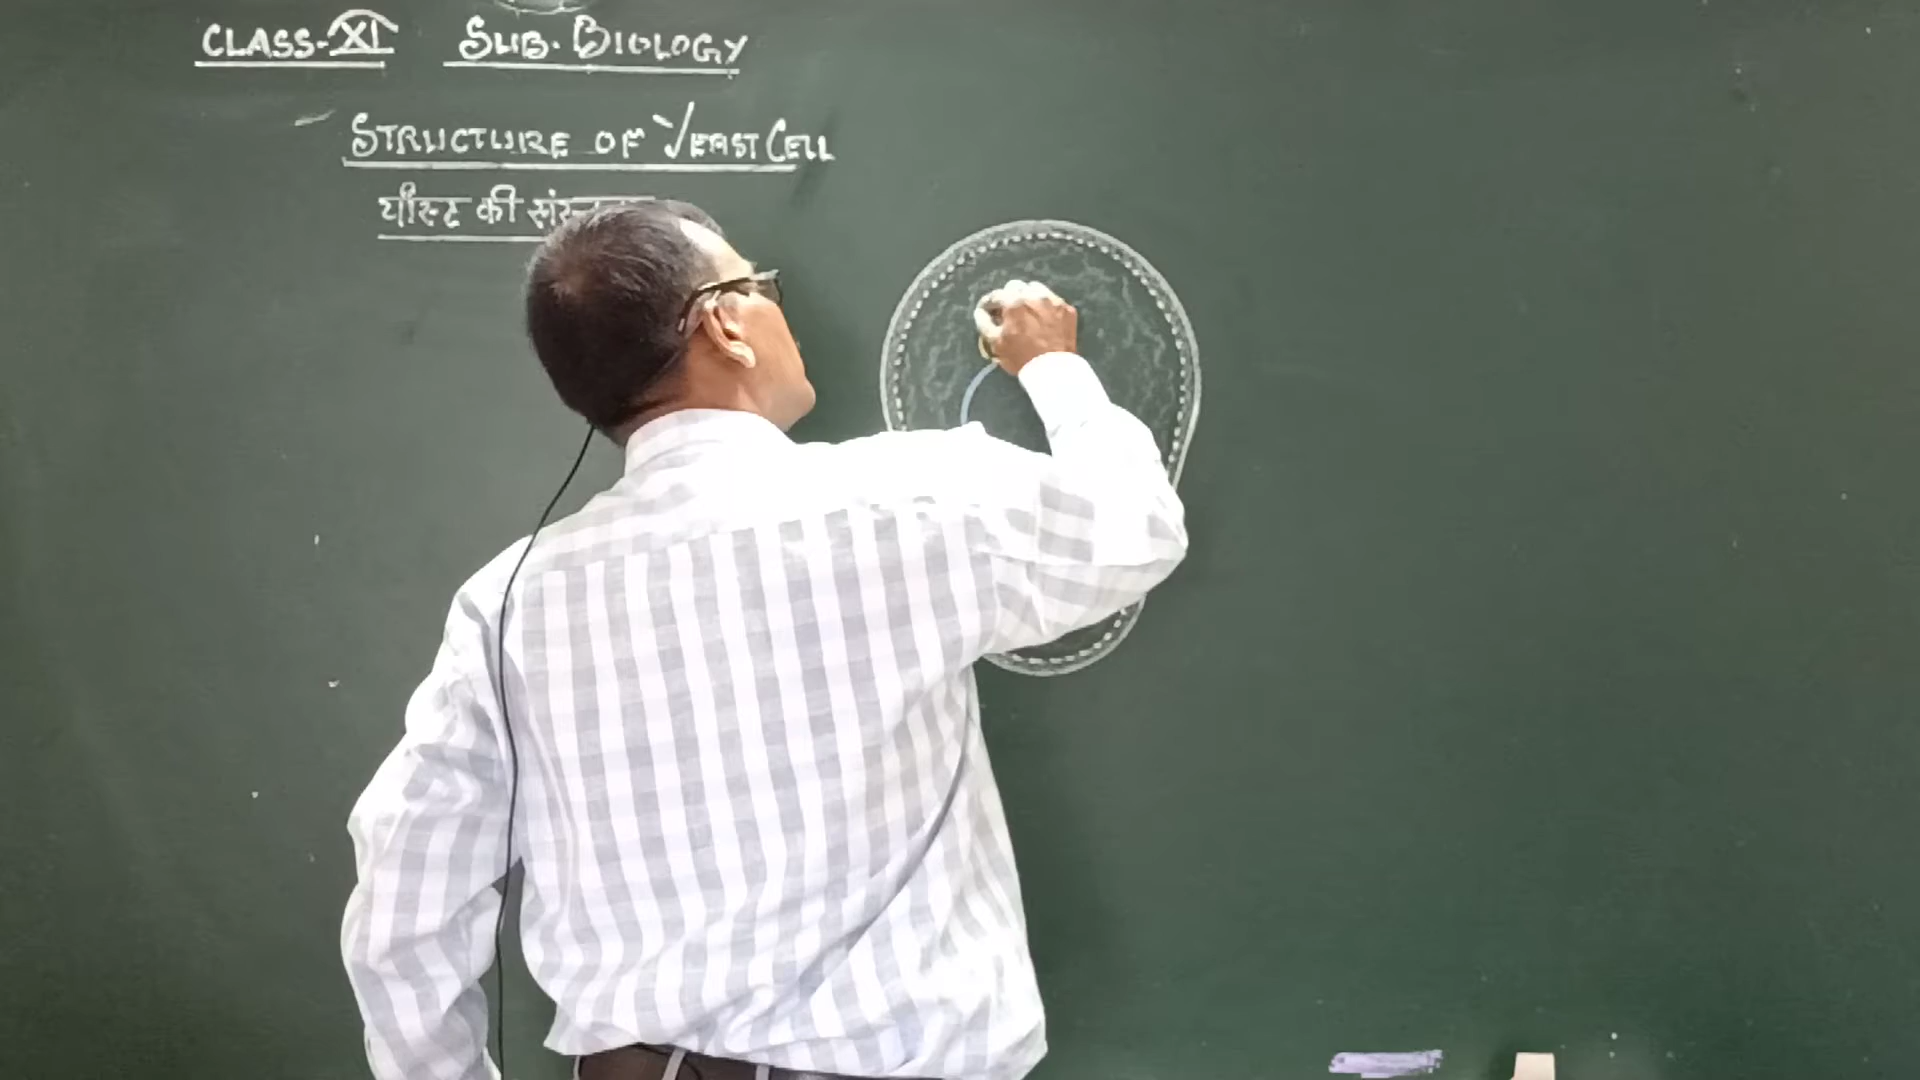 CLASS-XI SUB. BIOLOGY
STRUCTURE OF YEAST CELL
यीस्ट की